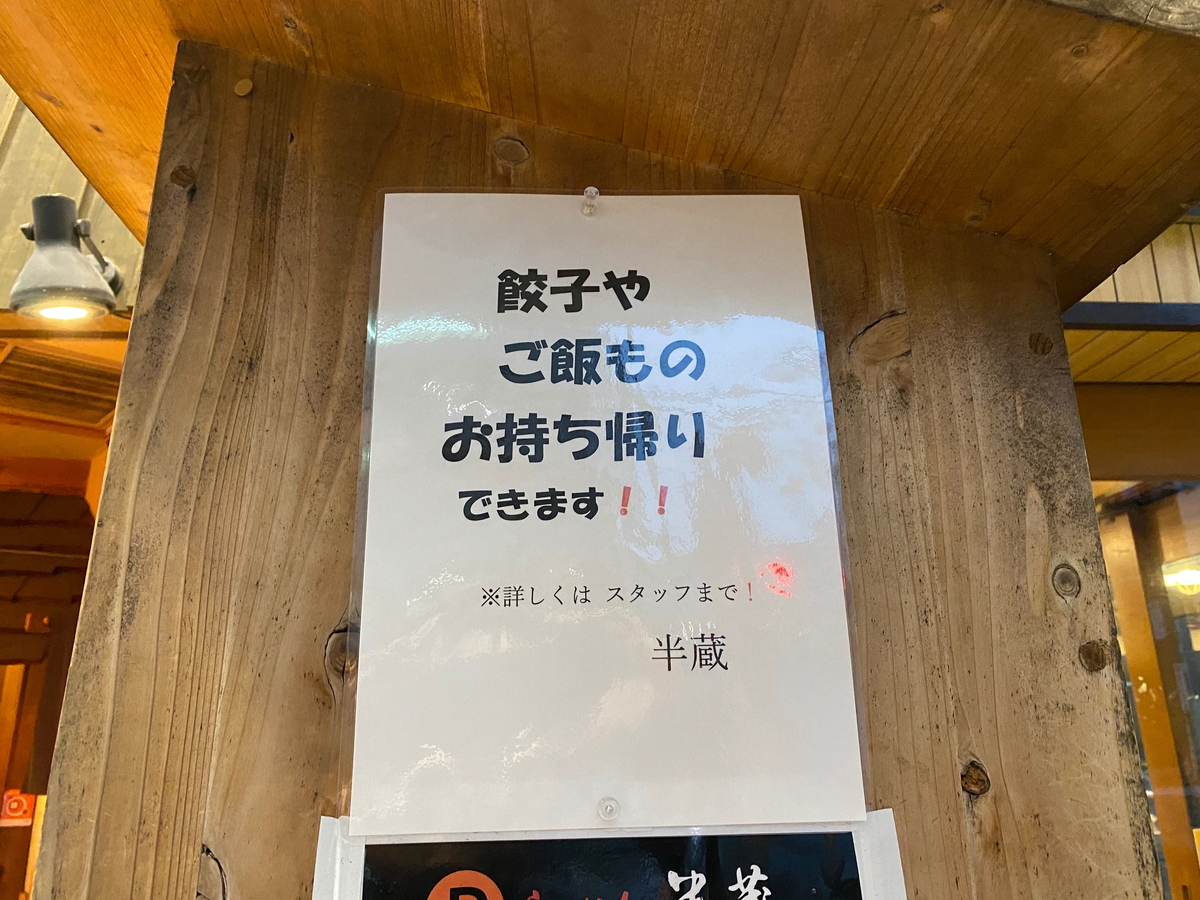 餃子や
ご飯もの
お持ち帰り
できます！！
※詳しくは スタッフまで！
半蔵